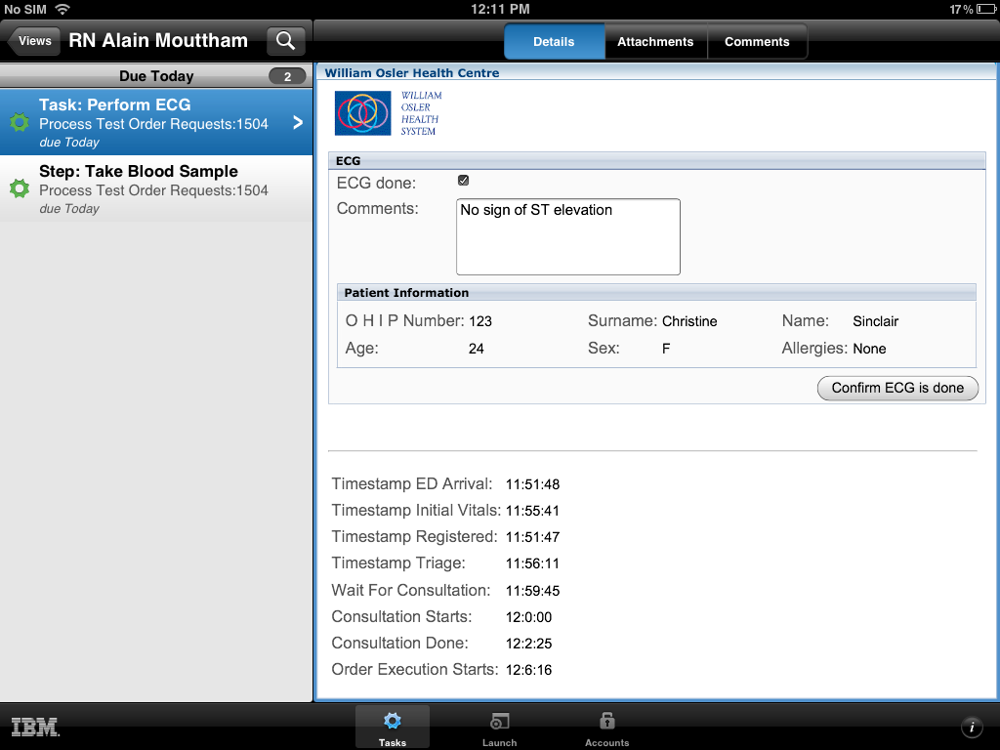 No SIM 12:11 PM 17%
Views RN Alain Mouttham Details Attachments Comments
Due Today 2
Task: Perform ECG
Process Test Order Requests:1504
due Today
Step: Take Blood Sample
Process Test Order Requests:1504
due Today
William Osler Health Centre
WILLIAM
OSLER
HEALTH
SYSTEM
ECG
ECG done:
Comments: No sign of ST elevation
Patient Information
O H I P Number: 123 Surname: Christine Name: Sinclair
Age: 24 Sex: F Allergies: None
Confirm ECG is done
Timestamp ED Arrival: 11:51:48
Timestamp Initial Vitals: 11:55:41
Timestamp Registered: 11:51:47
Timestamp Triage: 11:56:11
Wait For Consultation: 11:59:45
Consultation Starts: 12:0:00
Consultation Done: 12:2:25
Order Execution Starts: 12:6:16
IBM. Tasks Launch Accounts i